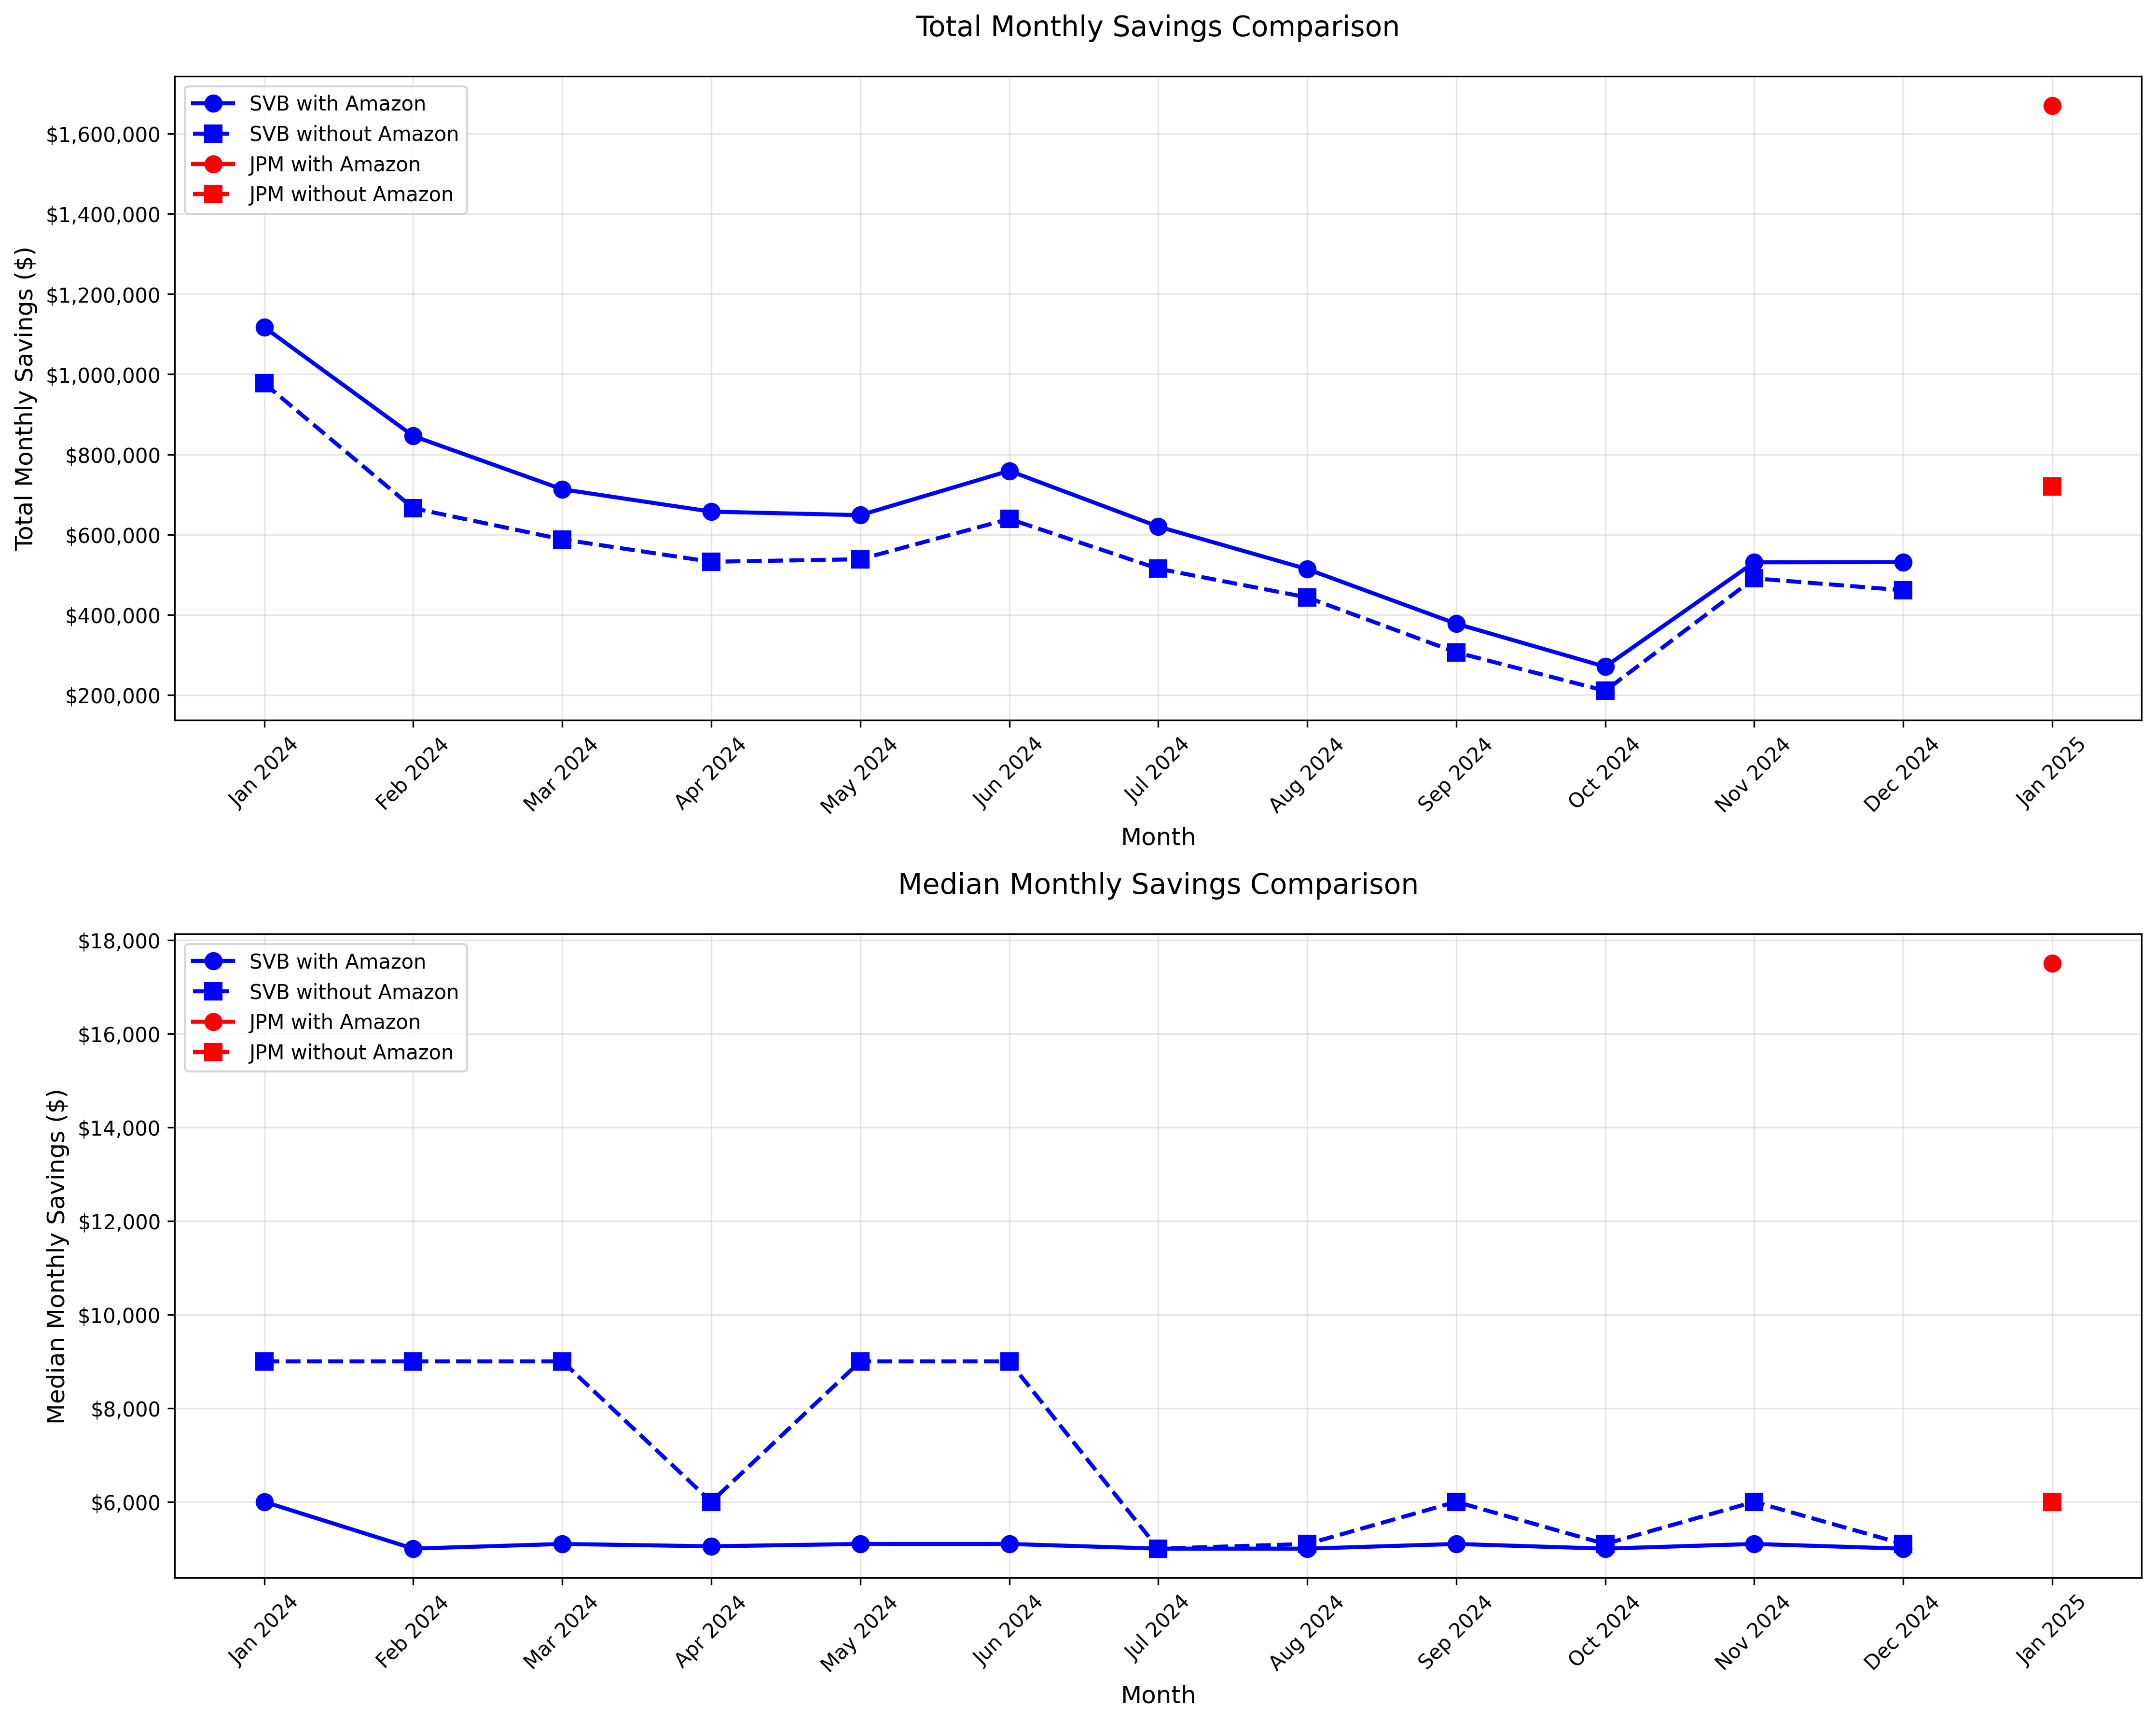 Total Monthly Savings Comparison
SVB with Amazon
SVB without Amazon
JPM with Amazon
JPM without Amazon
Total Monthly Savings ($)
$1,600,000
$1,400,000
$1,200,000
$1,000,000
$800,000
$600,000
$400,000
$200,000
Jan 2024
Feb 2024
Mar 2024
Apr 2024
May 2024
Jun 2024
Jul 2024
Aug 2024
Sep 2024
Oct 2024
Nov 2024
Dec 2024
Jan 2025
Month
Median Monthly Savings Comparison
SVB with Amazon
SVB without Amazon
JPM with Amazon
JPM without Amazon
Median Monthly Savings ($)
$18,000
$16,000
$14,000
$12,000
$10,000
$8,000
$6,000
Jan 2024
Feb 2024
Mar 2024
Apr 2024
May 2024
Jun 2024
Jul 2024
Aug 2024
Sep 2024
Oct 2024
Nov 2024
Dec 2024
Jan 2025
Month